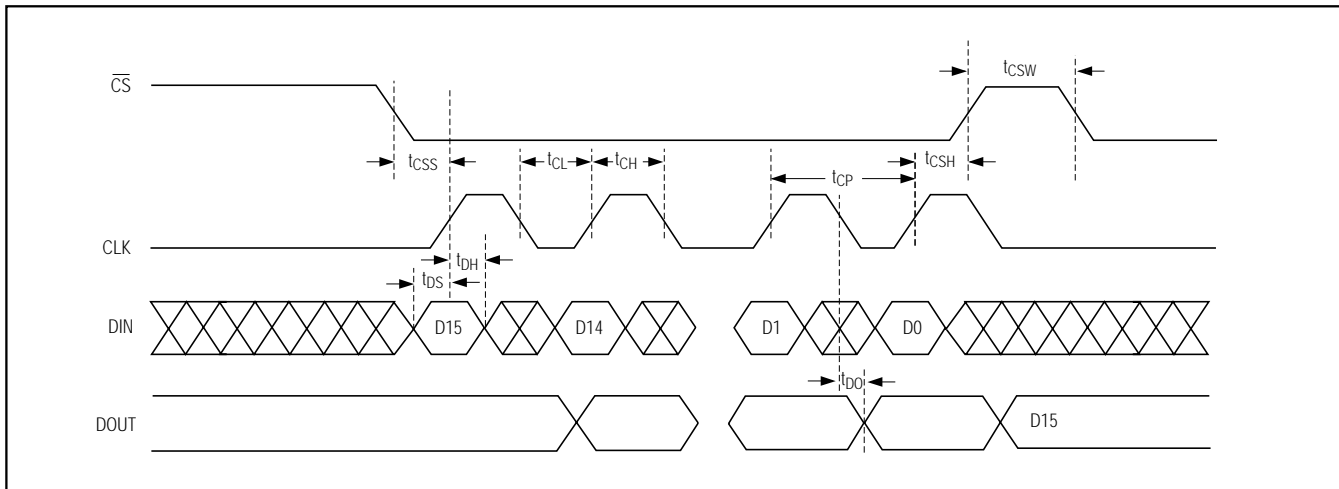 tCSW
CS
tCSS
tCL
tCH
tCSH
tCP
CLK
tDH
tDS
DIN
D15
D14
D1
D0
tDO
DOUT
D15